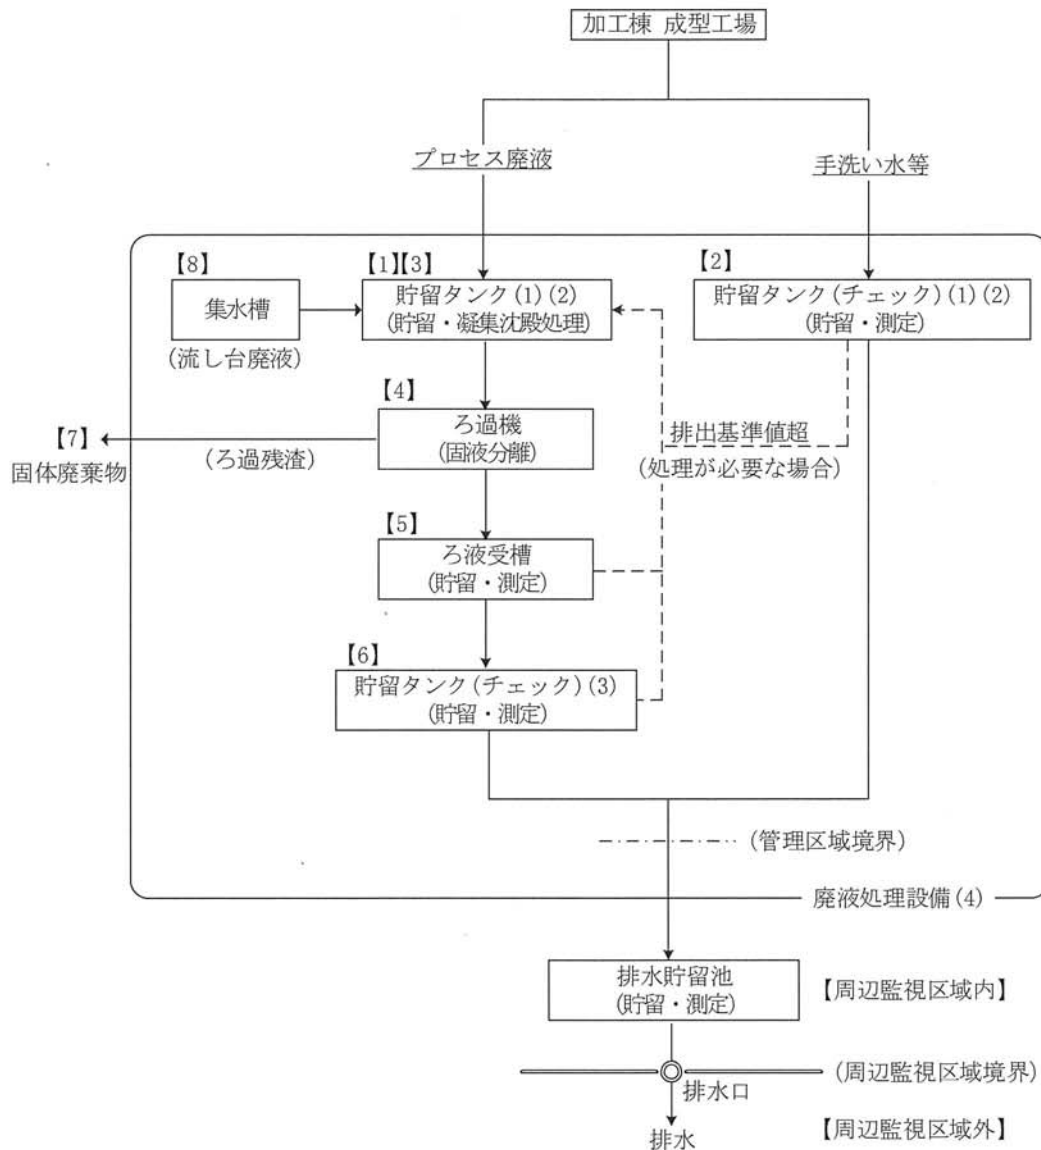 加工棟 成型工場
プロセス廃液
手洗い水等
【8】
集水槽
(流し台廃液)
【1】【3】
貯留タンク(1)(2)
(貯留・凝集沈殿処理)
【2】
貯留タンク(チェック)(1)(2)
(貯留・測定)
【4】
ろ過機
(固液分離)
排出基準値超
(処理が必要な場合)
【7】
固体廃棄物
(ろ過残渣)
【5】
ろ液受槽
(貯留・測定)
【6】
貯留タンク(チェック)(3)
(貯留・測定)
(管理区域境界)
廃液処理設備(4)
排水貯留池
(貯留・測定)
【周辺監視区域内】
(周辺監視区域境界)
排水口
排水
【周辺監視区域外】